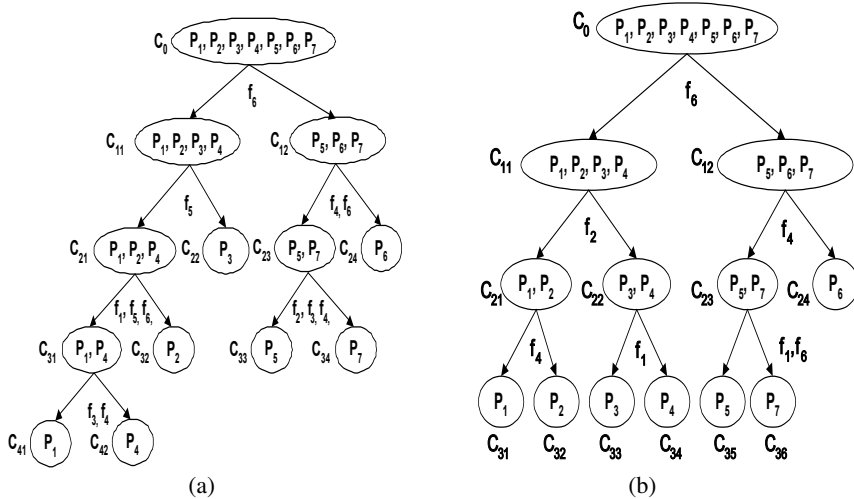 C0 P1, P2, P3, P4, P5, P6, P7
f6
C11 P1, P2, P3, P4
C12 P5, P6, P7
f5
f4, f6
C21 P1, P2, P4
C22 P3
C23 P5, P7
C24 P6
f1, f5, f6,
f2, f3, f4,
C31 P1, P4
C32 P2
C33 P5
C34 P7
f3, f4
C41 P1
C42 P4
(a)
C0 P1, P2, P3, P4, P5, P6, P7
f6
C11 P1, P2, P3, P4
C12 P5, P6, P7
f2
f4
C21 P1, P2
C22 P3, P4
C23 P5, P7
C24 P6
f4
f1
f1, f6
P1 P2 P3 P4 P5 P7
C31 C32 C33 C34 C35 C36
(b)